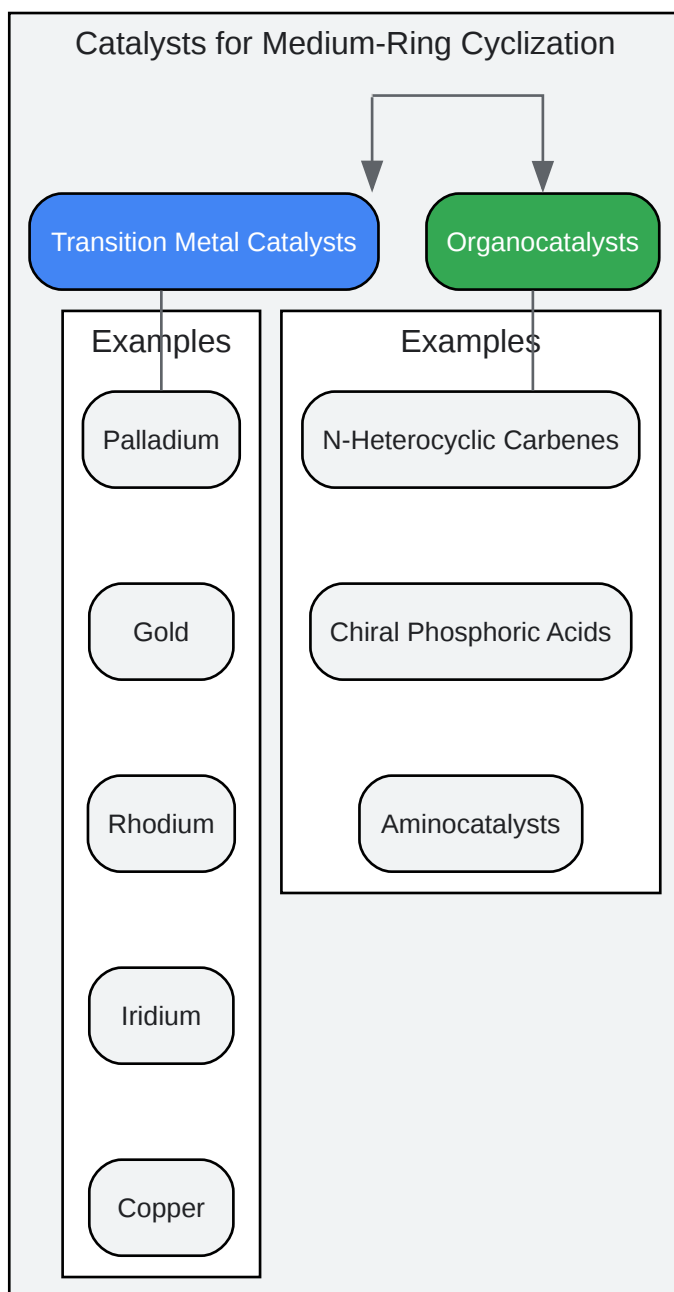 Catalysts for Medium-Ring Cyclization
Transition Metal Catalysts
Organocatalysts
Examples
Palladium
Gold
Rhodium
Iridium
Copper
Examples
N-Heterocyclic Carbenes
Chiral Phosphoric Acids
Aminocatalysts